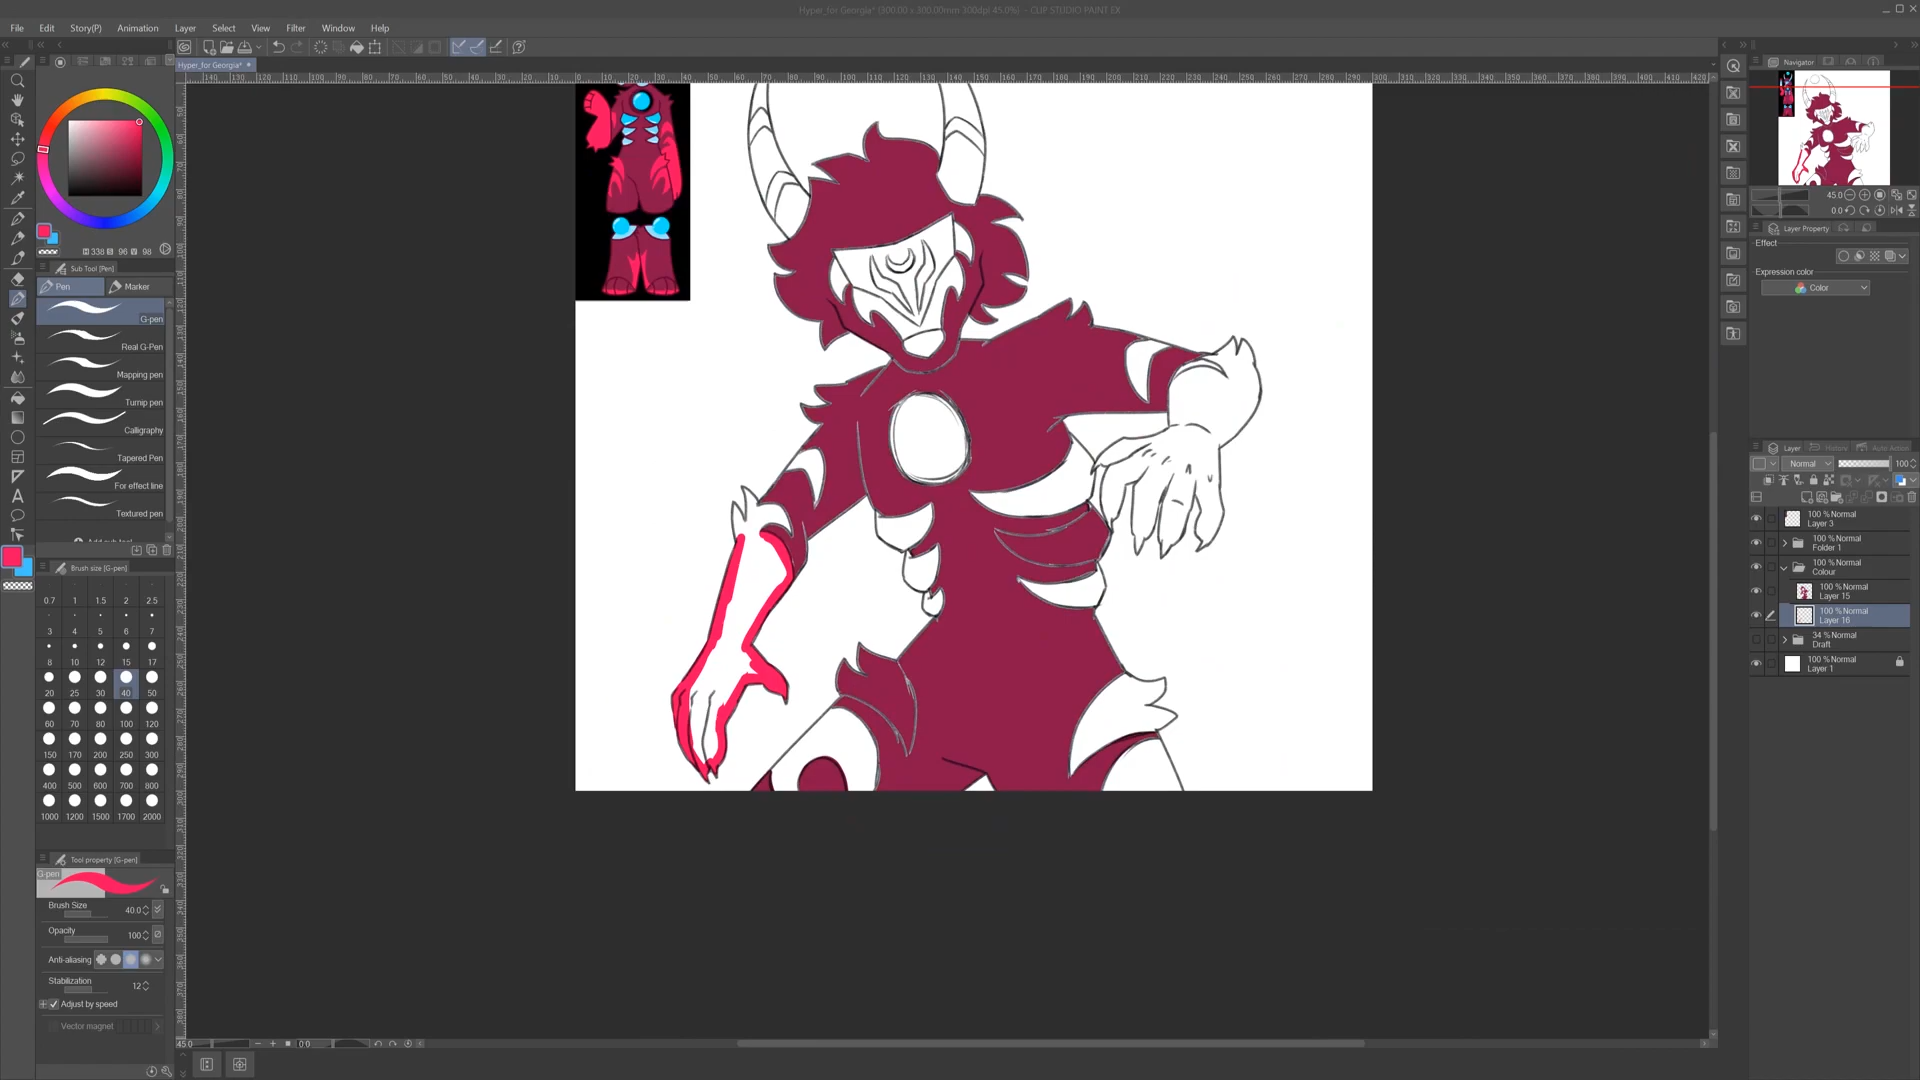 Hyper_for Georgia* (300.00 x 300.00mm 300dpi 45.0%) - CLIP STUDIO PAINT EX
File Edit Story(P) Animation Layer Select View Filter Window Help
Hyper_for Georgia*
Navigator
45.0
0.0
Layer Property
Effect
Expression color
Color
338 96 98
Sub Tool [Pen]
Pen Marker
G-pen
Real G-Pen
Mapping pen
Turnip pen
Calligraphy
Tapered Pen
For effect line
Textured pen
Add sub tool
Brush size [G-pen]
0.7 1 1.5 2 2.5
3 4 5 6 7
8 10 12 15 17
20 25 30 40 50
60 70 80 100 120
150 170 200 250 300
400 500 600 700 800
1000 1200 1500 1700 2000
Tool property [G-pen]
G-pen
Brush Size 40.0
Opacity 100
Anti-aliasing
Stabilization 12
Adjust by speed
Vector magnet
Layer History Auto Action
Normal 100
100 % Normal
Layer 3
100 % Normal
Folder 1
100 % Normal
Colour
100 % Normal
Layer 15
100 % Normal
Layer 16
34 % Normal
Draft
100 % Normal
Layer 1
45.0 0.0